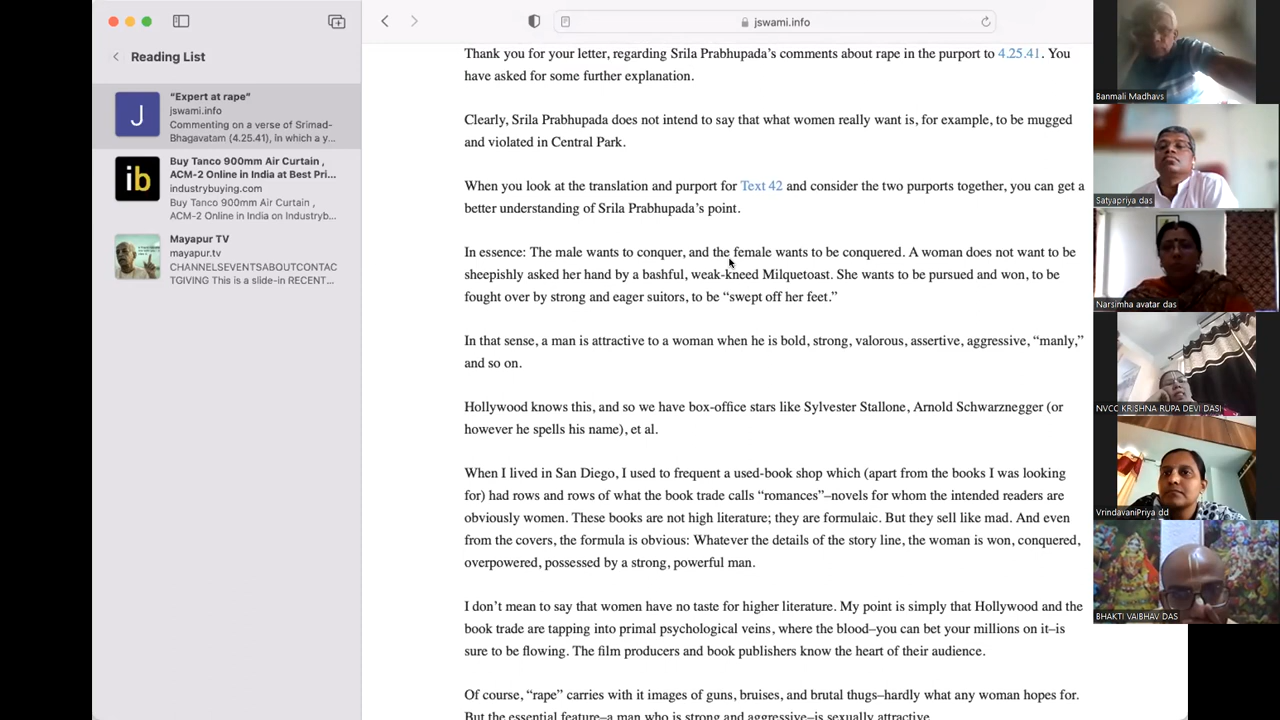 jswami.info
Reading List
“Expert at rape”
jswami.info
Commenting on a verse of Srimad-
Bhagavatam (4.25.41), in which a y...
Buy Tanco 900mm Air Curtain ,
ACM-2 Online in India at Best Pri...
industrybuying.com
Buy Tanco 900mm Air Curtain ,
ACM-2 Online in India on Industryb...
Mayapur TV
mayapur.tv
CHANNELSEVENTSABOUTCONTAC
TGIVING This is a slide-in RECENT...
J
ib
Thank you for your letter, regarding Srila Prabhupada’s comments about rape in the purport to 4.25.41. You
have asked for some further explanation.
Clearly, Srila Prabhupada does not intend to say that what women really want is, for example, to be mugged
and violated in Central Park.
When you look at the translation and purport for Text 42 and consider the two purports together, you can get a
better understanding of Srila Prabhupada’s point.
In essence: The male wants to conquer, and the female wants to be conquered. A woman does not want to be
sheepishly asked her hand by a bashful, weak-kneed Milquetoast. She wants to be pursued and won, to be
fought over by strong and eager suitors, to be “swept off her feet.”
In that sense, a man is attractive to a woman when he is bold, strong, valorous, assertive, aggressive, “manly,”
and so on.
Hollywood knows this, and so we have box-office stars like Sylvester Stallone, Arnold Schwarznegger (or
however he spells his name), et al.
When I lived in San Diego, I used to frequent a used-book shop which (apart from the books I was looking
for) had rows and rows of what the book trade calls “romances”–novels for whom the intended readers are
obviously women. These books are not high literature; they are formulaic. But they sell like mad. And even
from the covers, the formula is obvious: Whatever the details of the story line, the woman is won, conquered,
overpowered, possessed by a strong, powerful man.
I don’t mean to say that women have no taste for higher literature. My point is simply that Hollywood and the
book trade are tapping into primal psychological veins, where the blood–you can bet your millions on it–is
sure to be flowing. The film producers and book publishers know the heart of their audience.
Of course, “rape” carries with it images of guns, bruises, and brutal thugs–hardly what any woman hopes for.
But the essential feature–a man who is strong and aggressive–is sexually attractive.
Banmali Madhavs
Satyapriya das
Narsimha avatar das
NVCC KRISHNA RUPA DEVI DASI
VrindavaniPriya dd
BHAKTI VAIBHAV DAS